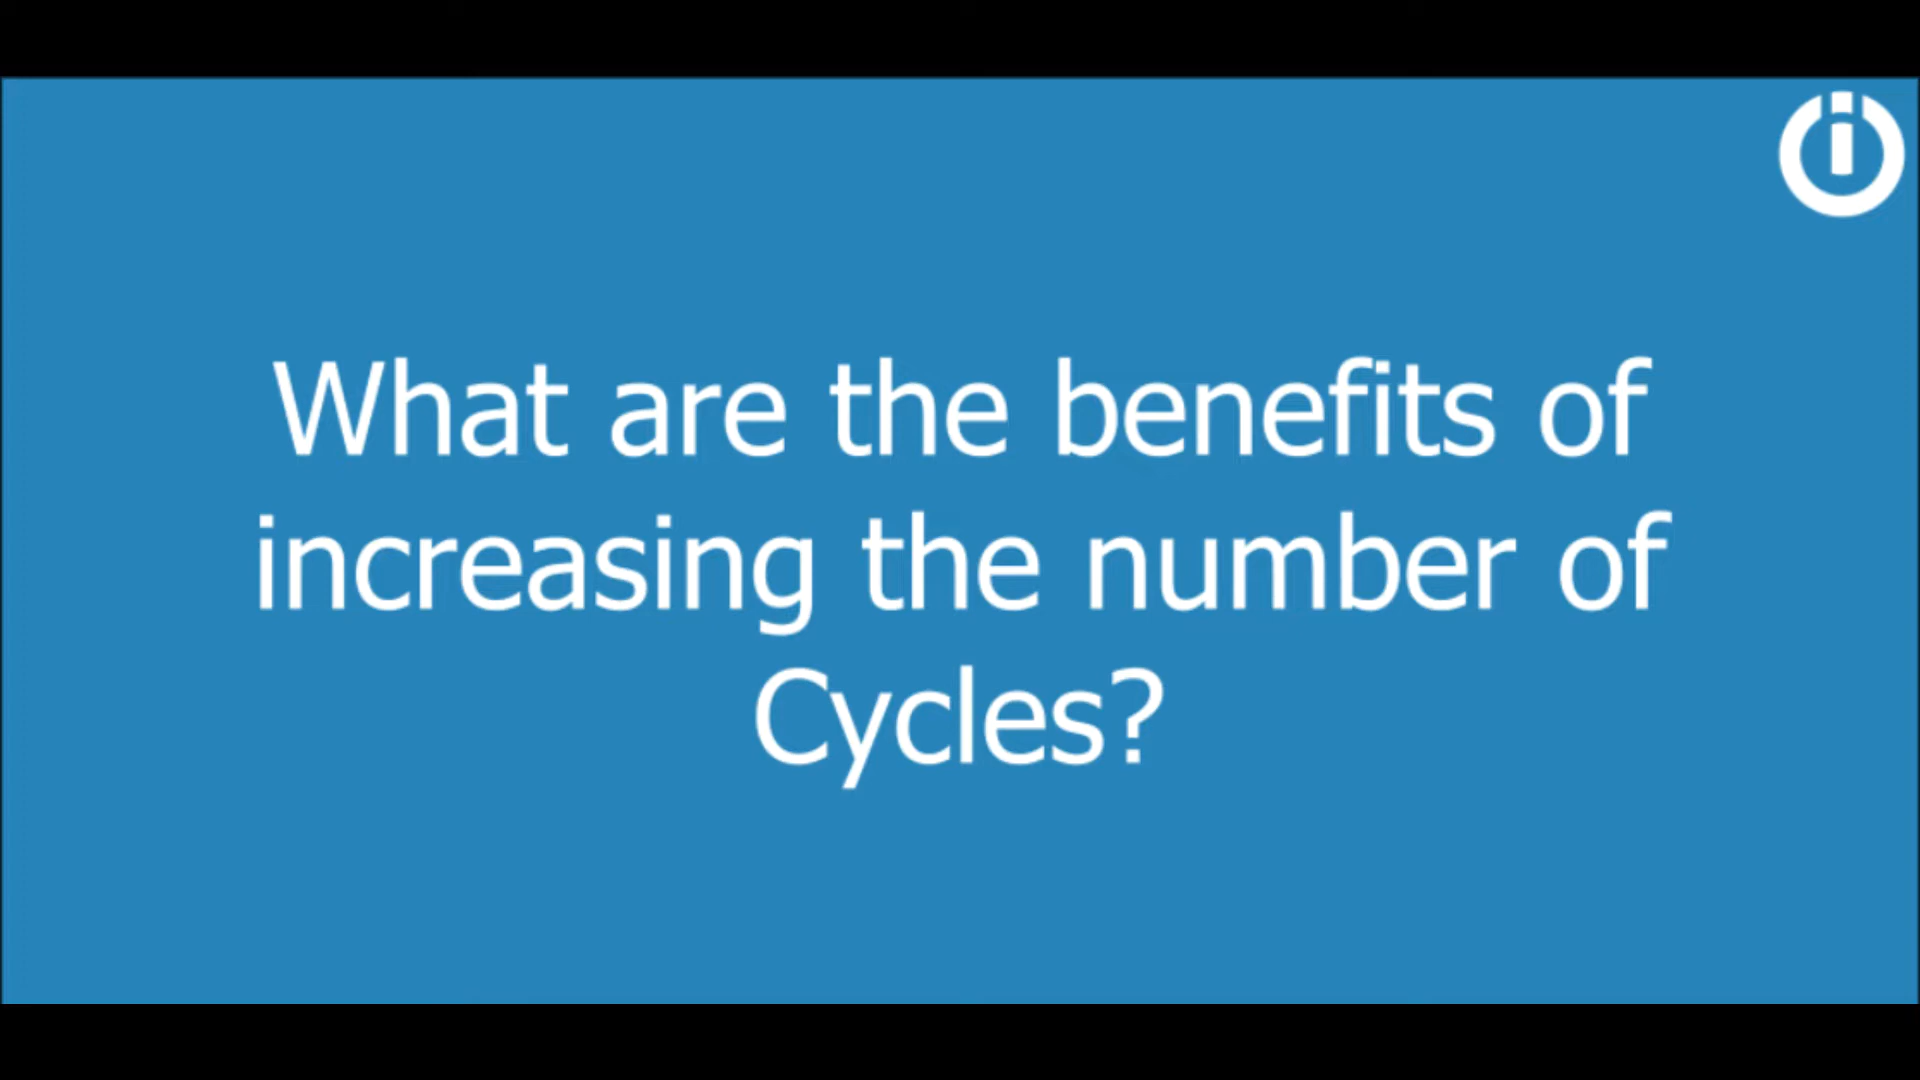 What are the benefits of
increasing the number of
Cycles?